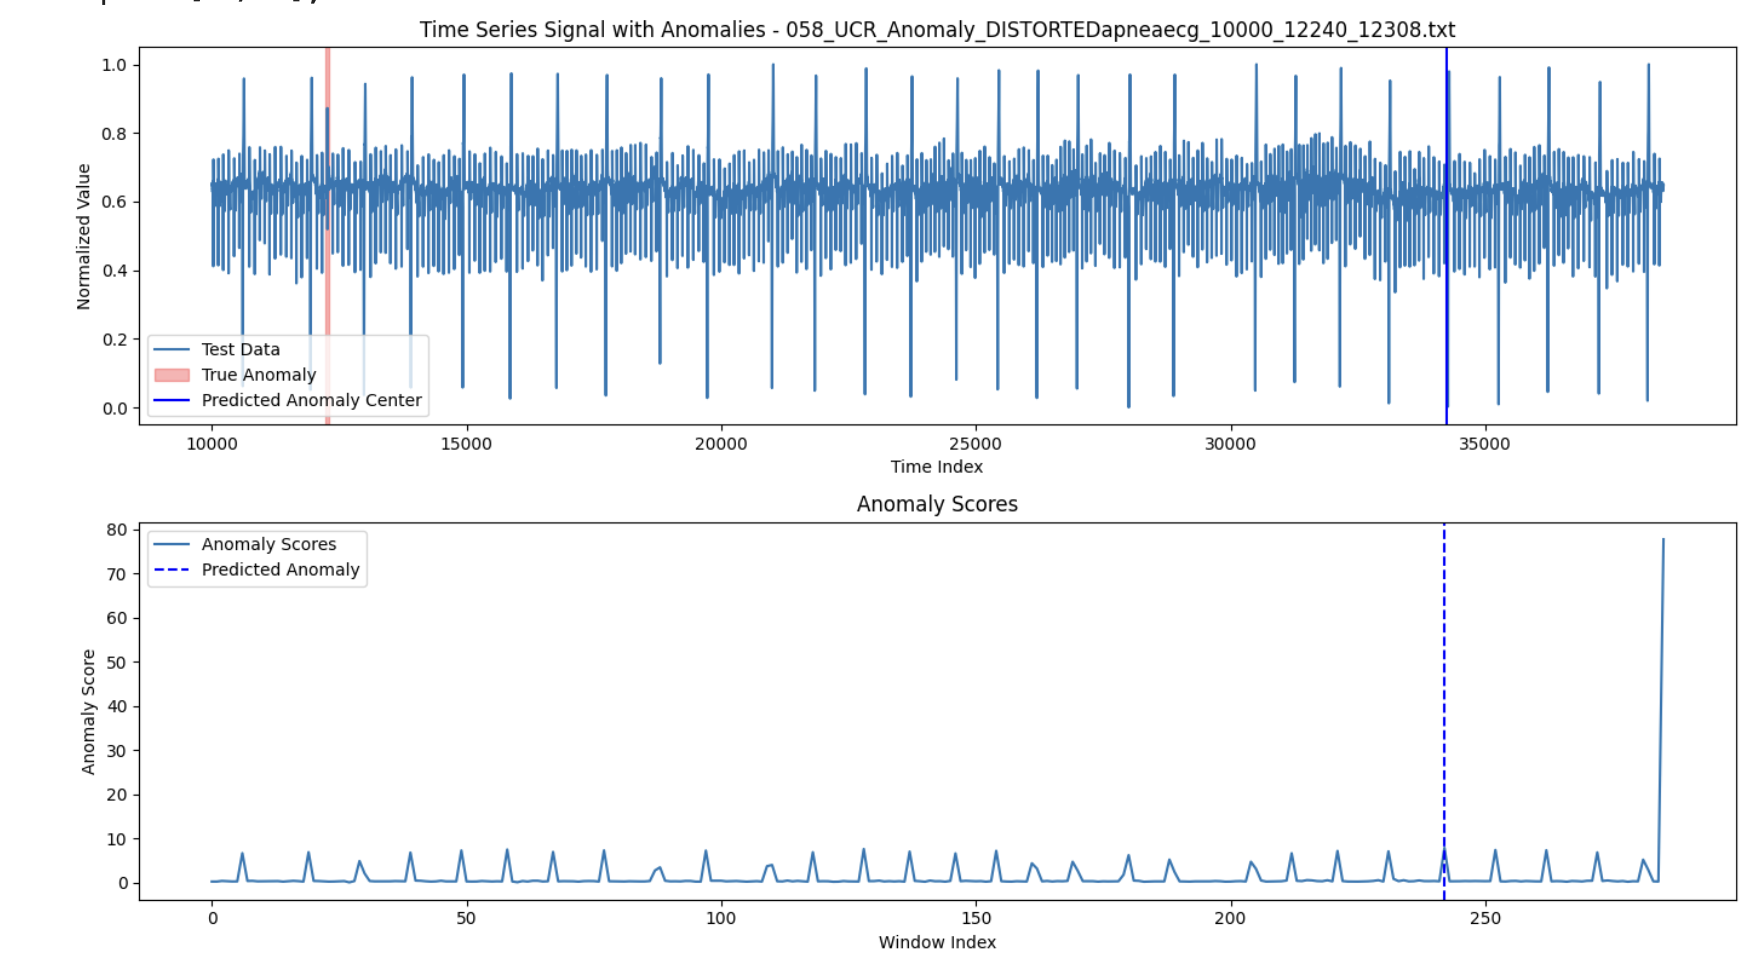 Time Series Signal with Anomalies - 058_UCR_Anomaly_DISTORTEDapneaecg_10000_12240_12308.txt
1.0
0.8
0.6
0.4
0.2
0.0
Normalized Value
Test Data
True Anomaly
Predicted Anomaly Center
10000 15000 20000 25000 30000 35000
Time Index
Anomaly Scores
80
70
60
50
40
30
20
10
0
Anomaly Score
Anomaly Scores
Predicted Anomaly
0 50 100 150 200 250
Window Index